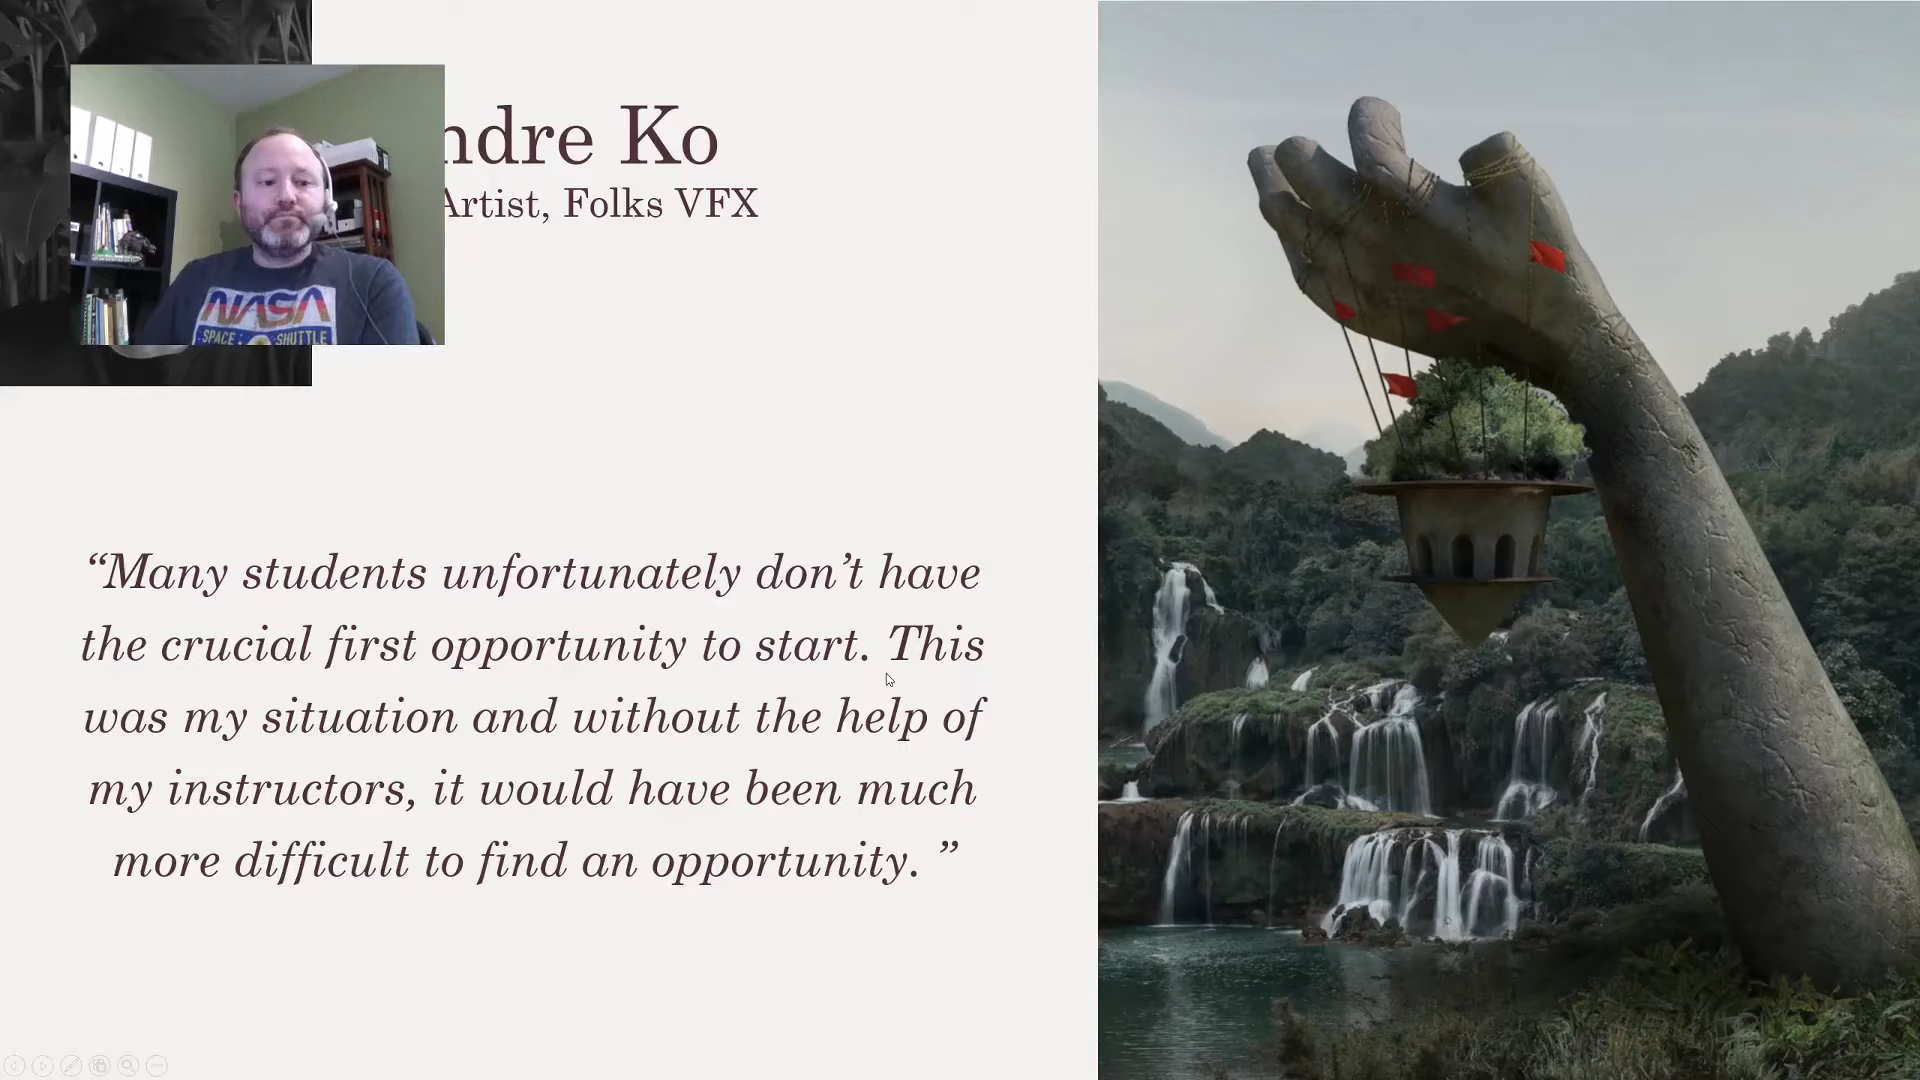 Ko
Artist, Folks VFX
NASA
SPACE SHUTTLE
“Many students unfortunately don’t have
the crucial first opportunity to start. This
was my situation and without the help of
my instructors, it would have been much
more difficult to find an opportunity. ”